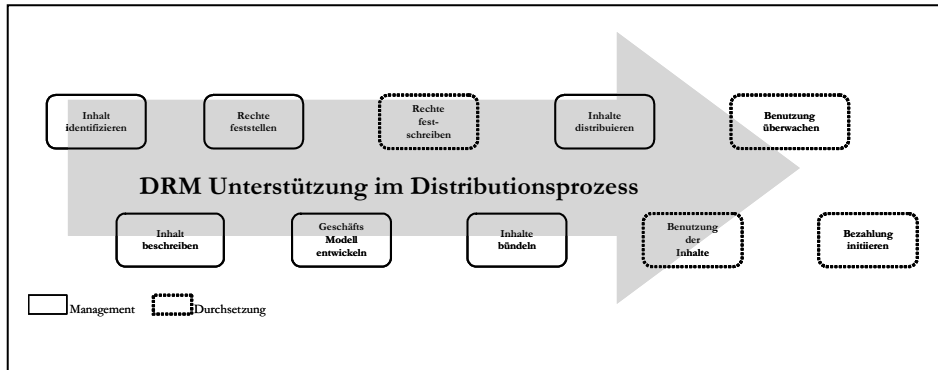 Inhalt
identifizieren
Rechte
feststellen
Rechte
fest-
schreiben
Inhalte
distribuieren
Benutzung
überwachen
DRM Unterstützung im Distributionsprozess
Inhalt
beschreiben
Geschäfts
Modell
entwickeln
Inhalte
bündeln
Benutzung
der
Inhalte
Bezahlung
initiieren
Management
Durchsetzung